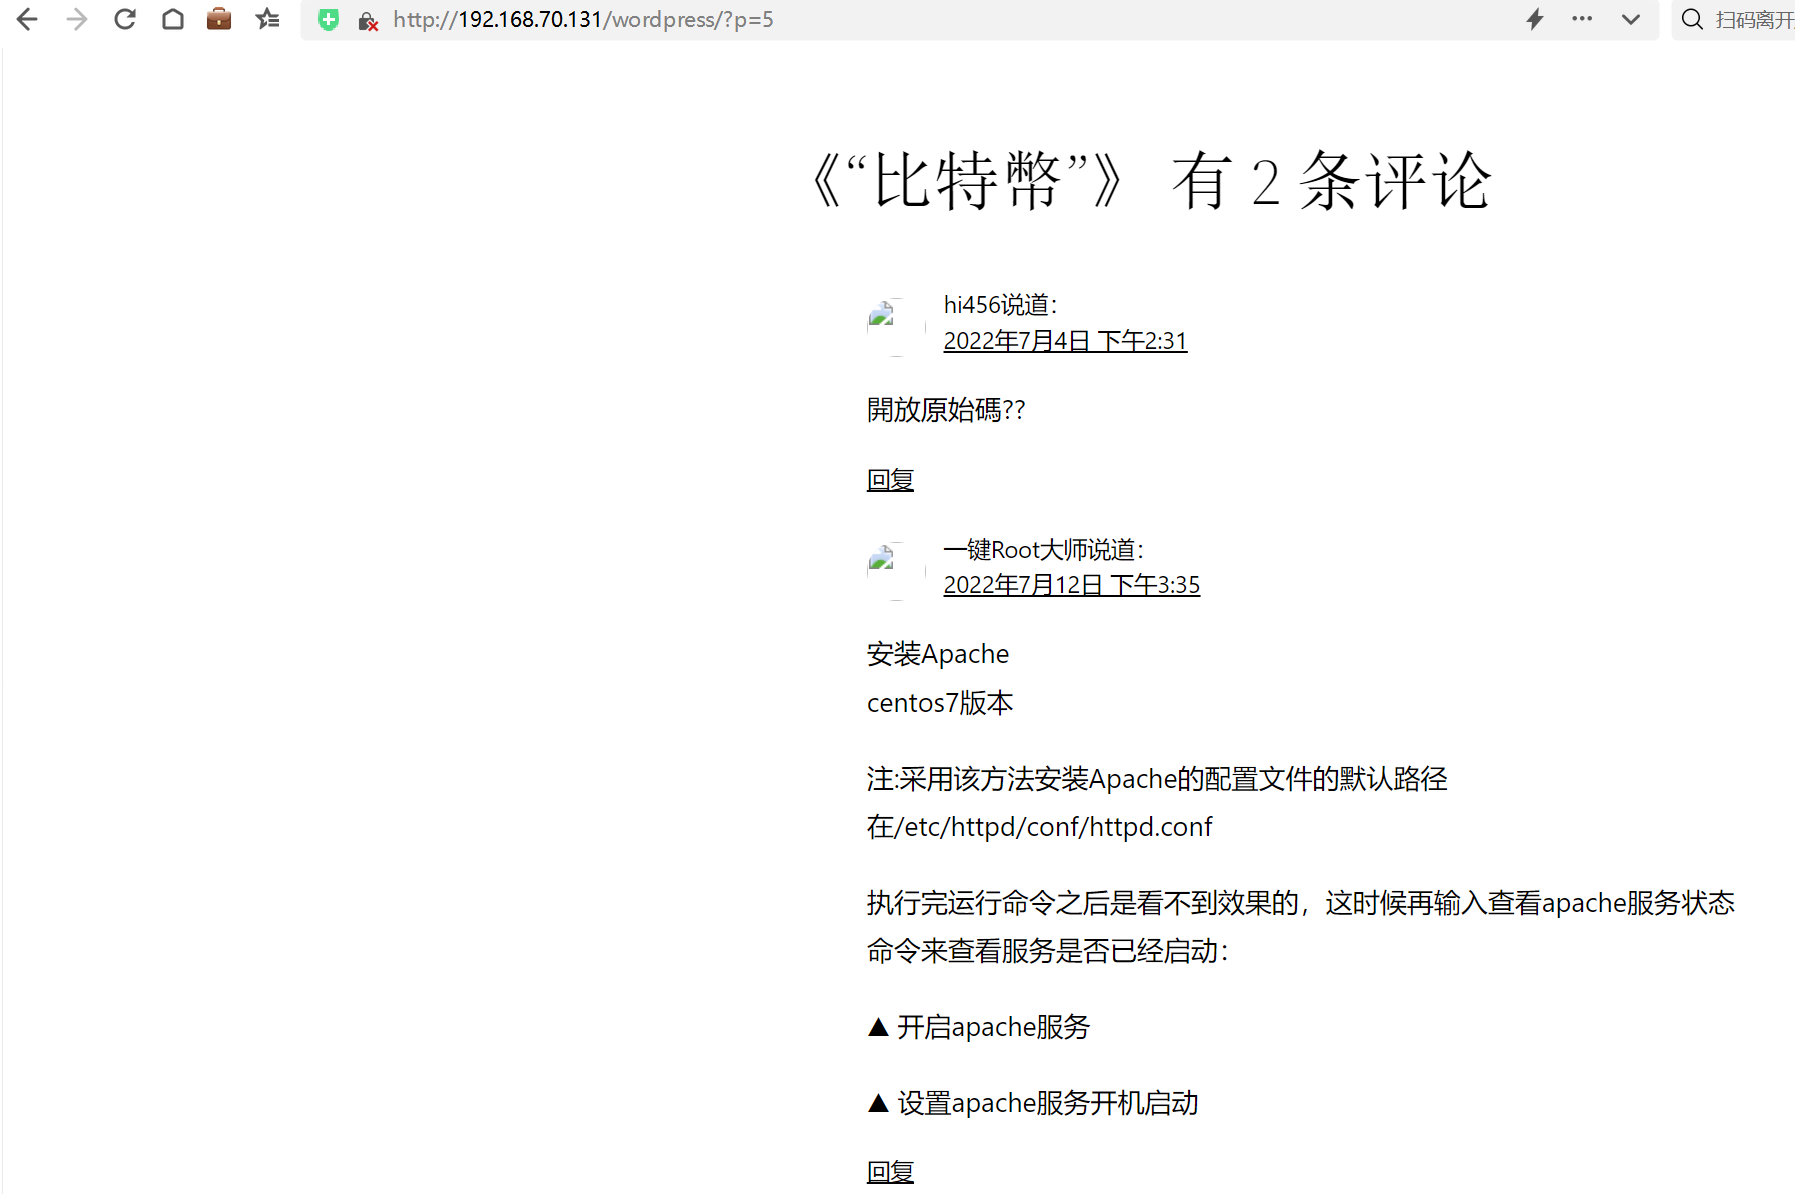 http://192.168.70.131/wordpress/?p=5
扫码离开
《“比特幣”》 有 2 条评论
hi456说道：
2022年7月4日 下午2:31
開放原始碼??
回复
一键Root大师说道：
2022年7月12日 下午3:35
安装Apache
centos7版本
注:采用该方法安装Apache的配置文件的默认路径
在/etc/httpd/conf/httpd.conf
执行完运行命令之后是看不到效果的，这时候再输入查看apache服务状态
命令来查看服务是否已经启动：
▲ 开启apache服务
▲ 设置apache服务开机启动
回复